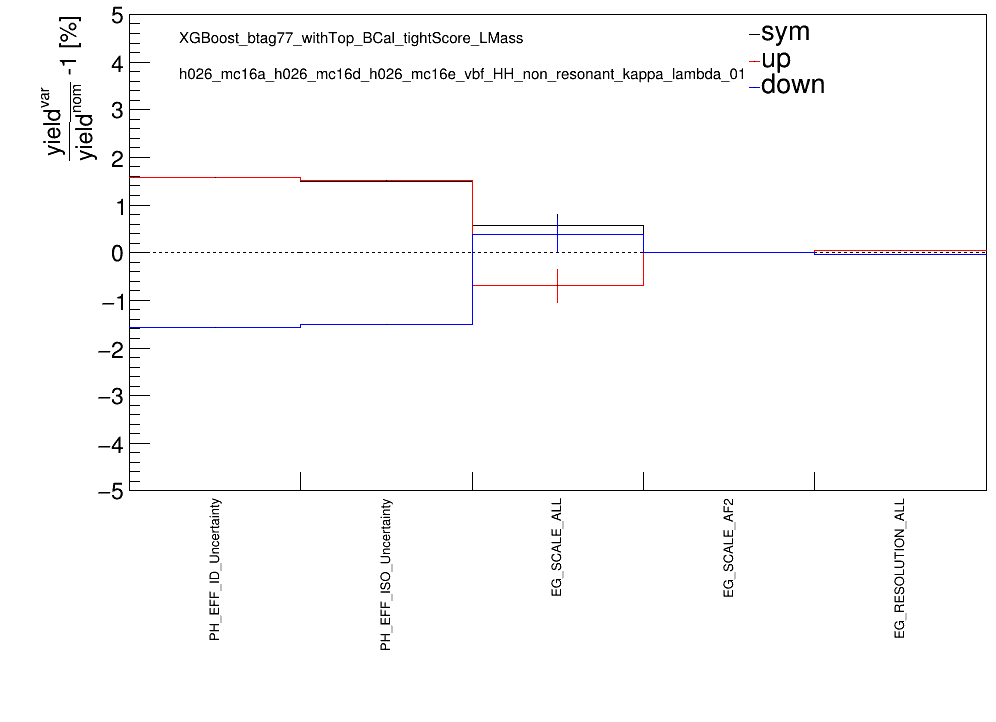 yield^var / yield^nom -1 [%]
XGBoost_btag77_withTop_BCal_tightScore_LMass
h026_mc16a_h026_mc16d_h026_mc16e_vbf_HH_non_resonant_kappa_lambda_01
sym
up
down
5
4
3
2
1
0
−1
−2
−3
−4
−5
PH_EFF_ID_Uncertainty
PH_EFF_ISO_Uncertainty
EG_SCALE_ALL
EG_SCALE_AF2
EG_RESOLUTION_ALL